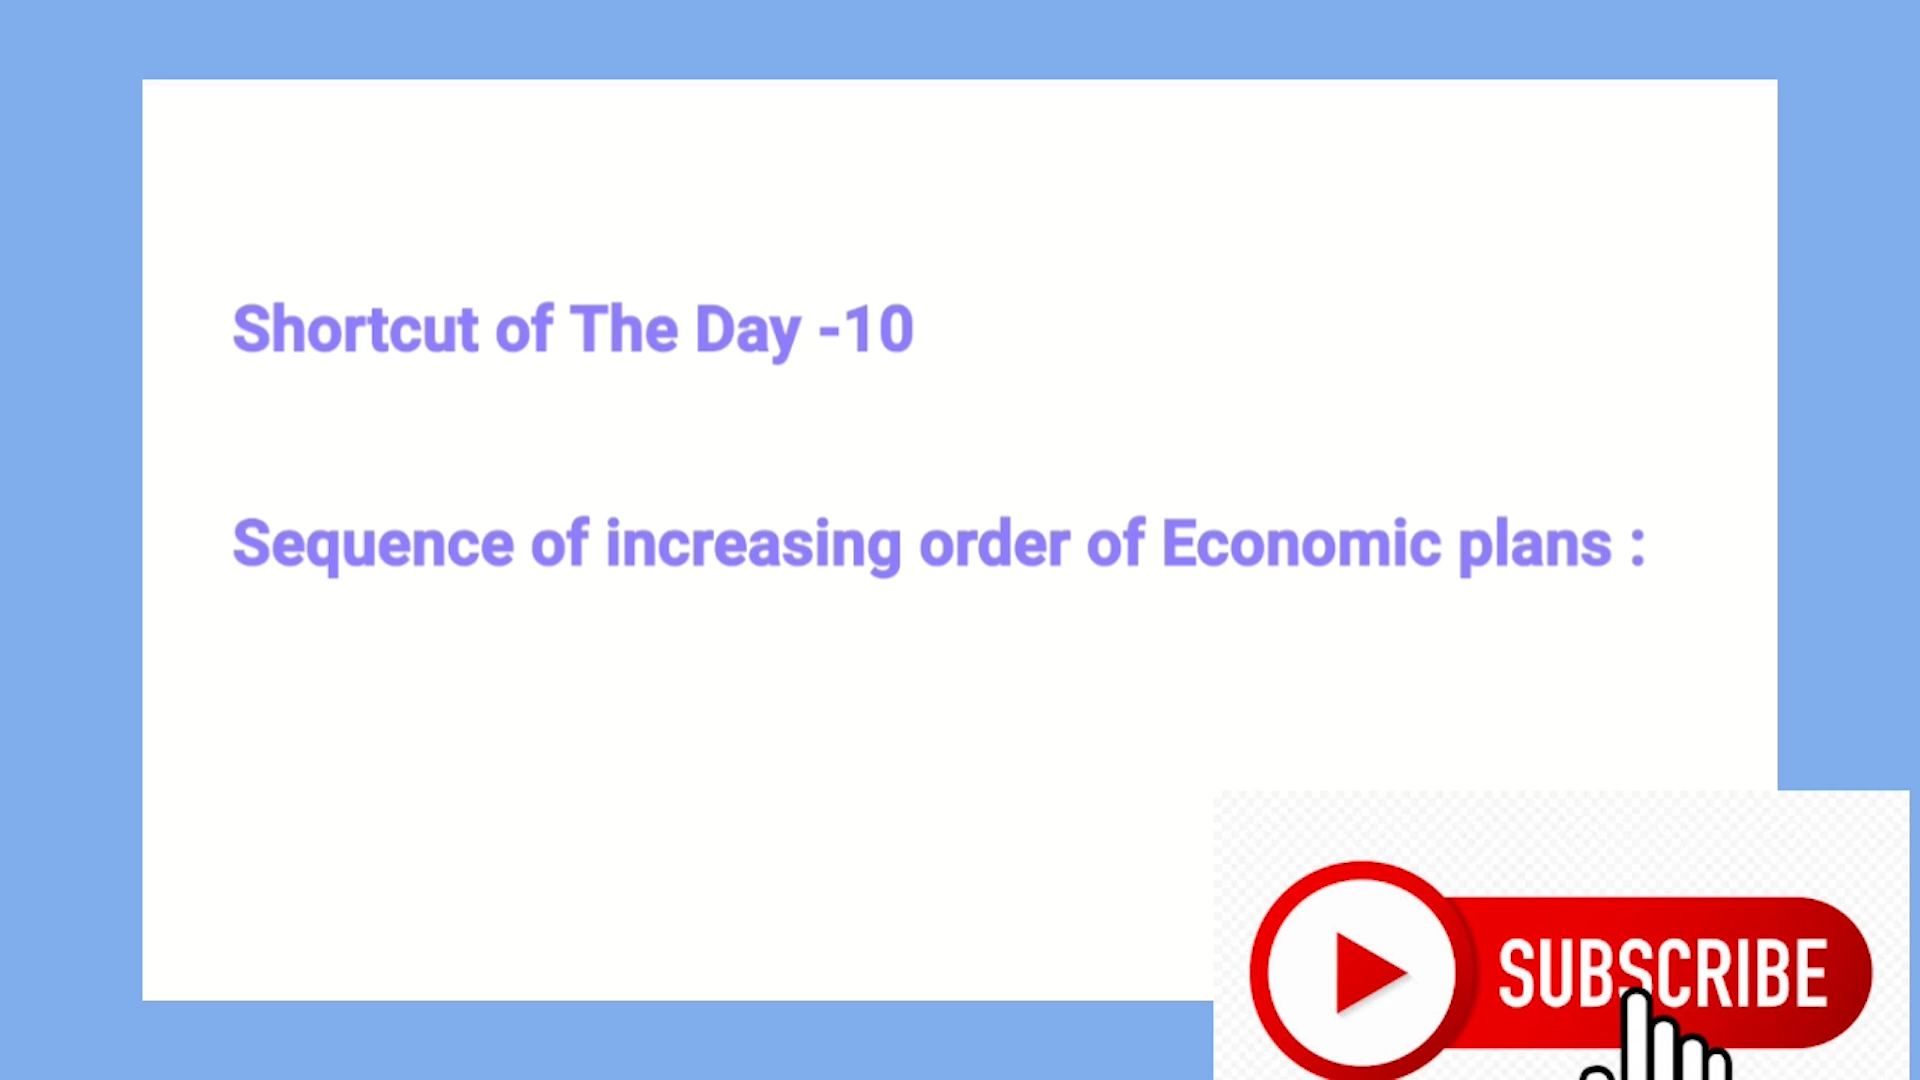 Shortcut of The Day -10
Sequence of increasing order of Economic plans :
SUBSCRIBE